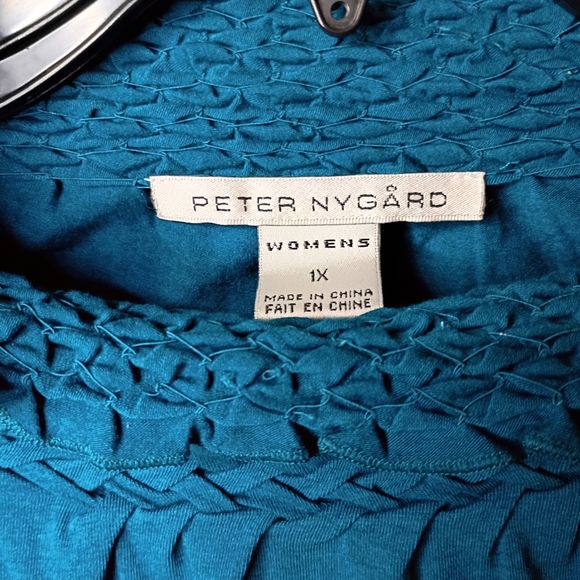 PETER NYGÅRD
WOMENS
1X
MADE IN CHINA
FAIT EN CHINE